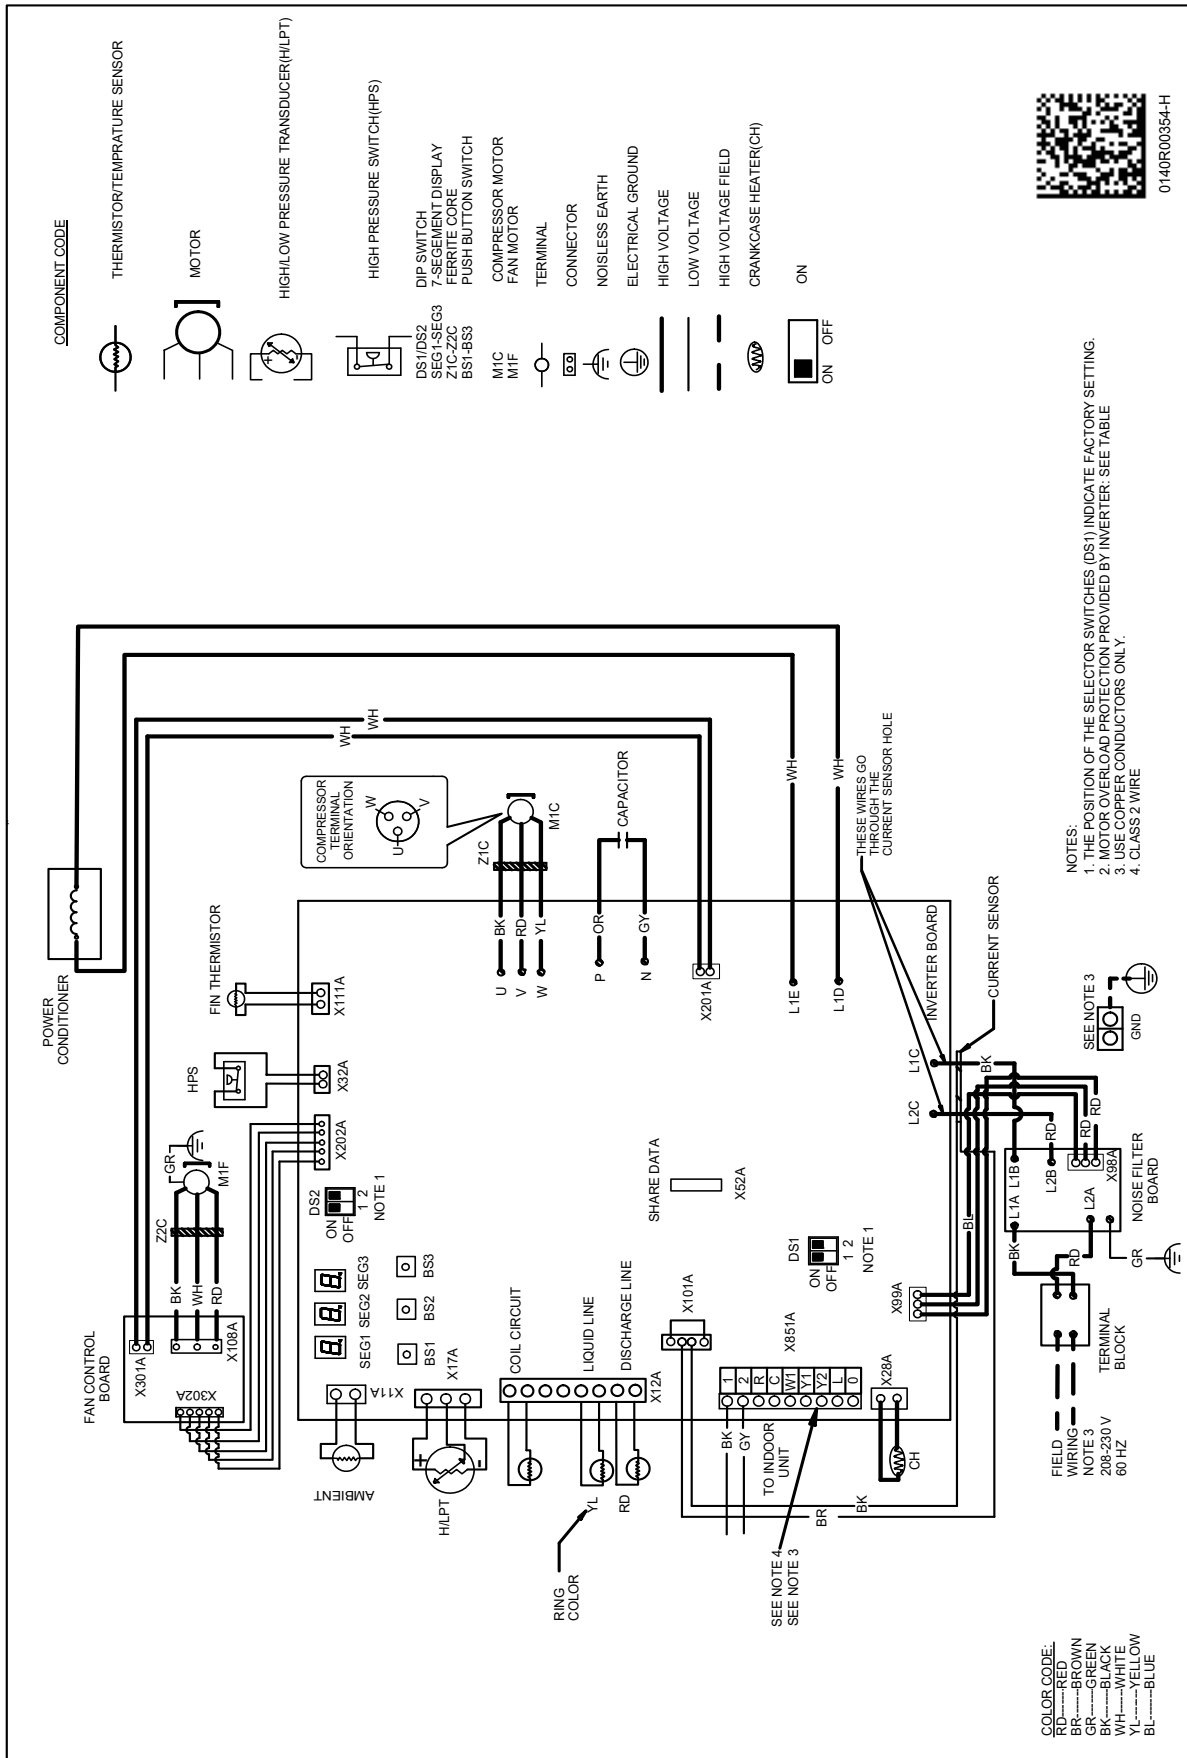 COMPONENT CODE
THERMISTOR/TEMPRATURE SENSOR
MOTOR
HIGH/LOW PRESSURE TRANSDUCER(H/LPT)
+
HIGH PRESSURE SWITCH(HPS)
DS1/DS2 DIP SWITCH
SEG1-SEG3 7-SEGEMENT DISPLAY
Z1C-Z2C FERRITE CORE
BS1-BS3 PUSH BUTTON SWITCH
M1C COMPRESSOR MOTOR
M1F FAN MOTOR
TERMINAL
CONNECTOR
NOISLESS EARTH
ELECTRICAL GROUND
HIGH VOLTAGE
LOW VOLTAGE
HIGH VOLTAGE FIELD
CRANKCASE HEATER(CH)
ON OFF
ON
0140R00354-H
POWER
CONDITIONER
FAN CONTROL
BOARD
X301A
X302A
X108A
BK
WH
RD
Z2C
GR
M1F
HPS
FIN THERMISTOR
X202A
X32A
X111A
WH
WH
COMPRESSOR
TERMINAL
ORIENTATION
U
W
V
AMBIENT
X11A
SEG1 SEG2 SEG3
8. 8. 8.
DS2
ON
OFF
1 2
NOTE 1
BS1 BS2 BS3
H/LPT
+
-
X17A
U BK
V RD
W YL
Z1C
M1C
COIL CIRCUIT
LIQUID LINE
DISCHARGE LINE
X12A
YL
RD
RING
COLOR
P OR
N GY
CAPACITOR
X201A
SHARE DATA
X52A
X101A
BR
BK
BK
GY
TO INDOOR
UNIT
1
2
R
C
W1
Y1
Y2
L
0
X851A
SEE NOTE 4
SEE NOTE 3
DS1
ON
OFF
1 2
NOTE 1
L1E WH
L1D WH
THESE WIRES GO
THROUGH THE
CURRENT SENSOR HOLE
X28A
CH
X99A
L2C
L1C
INVERTER BOARD
CURRENT SENSOR
BL
BK
RD
RD
RD
FIELD
WIRING
NOTE 3
208-230 V
60 HZ
TERMINAL
BLOCK
BK
RD
GR
L1A L1B
L2B
L2A
X98A
NOISE FILTER
BOARD
SEE NOTE 3
GND
NOTES:
1. THE POSITION OF THE SELECTOR SWITCHES (DS1) INDICATE FACTORY SETTING.
2. MOTOR OVERLOAD PROTECTION PROVIDED BY INVERTER: SEE TABLE
3. USE COPPER CONDUCTORS ONLY.
4. CLASS 2 WIRE
COLOR CODE:
RD------RED
BR------BROWN
GR------GREEN
BK------BLACK
WH------WHITE
YL------YELLOW
BL------BLUE